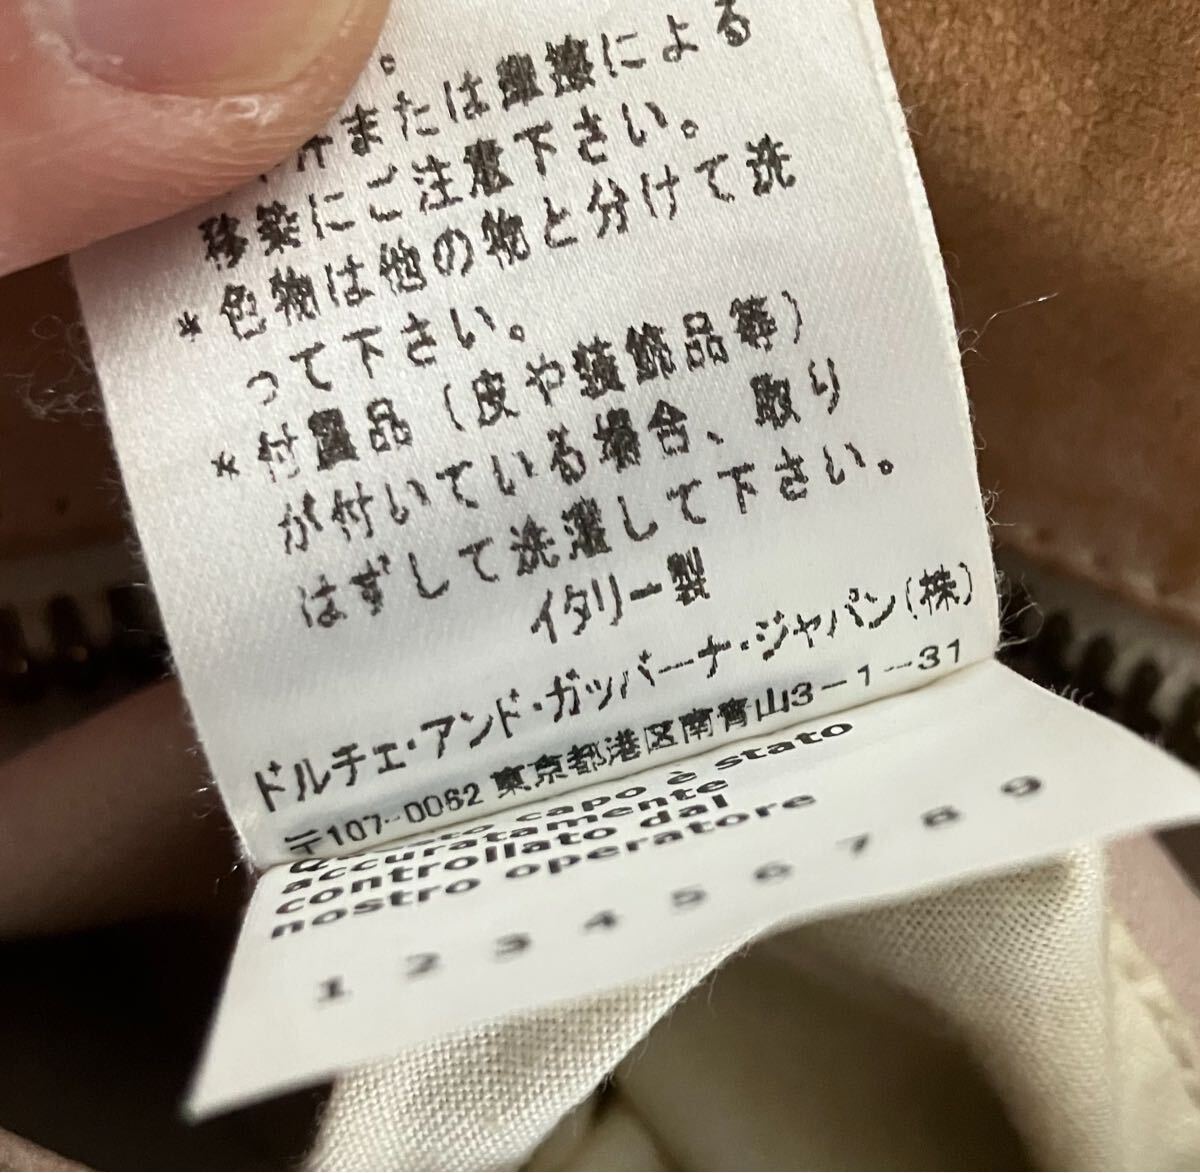 。
汗または摩擦による
移染にご注意下さい。
*色物は他の物と分けて洗
って下さい。
*付属品(皮や装飾品等)
が付いている場合、取り
はずして洗濯して下さい。
イタリー製
ドルチェ・アンド・ガッバーナ・ジャパン(株)
〒107-0062 東京都港区南青山3-1-31
capo è stato
accuratamente
controllato dal
nostro operatore
1 2 3 4 5 6 7 8 9